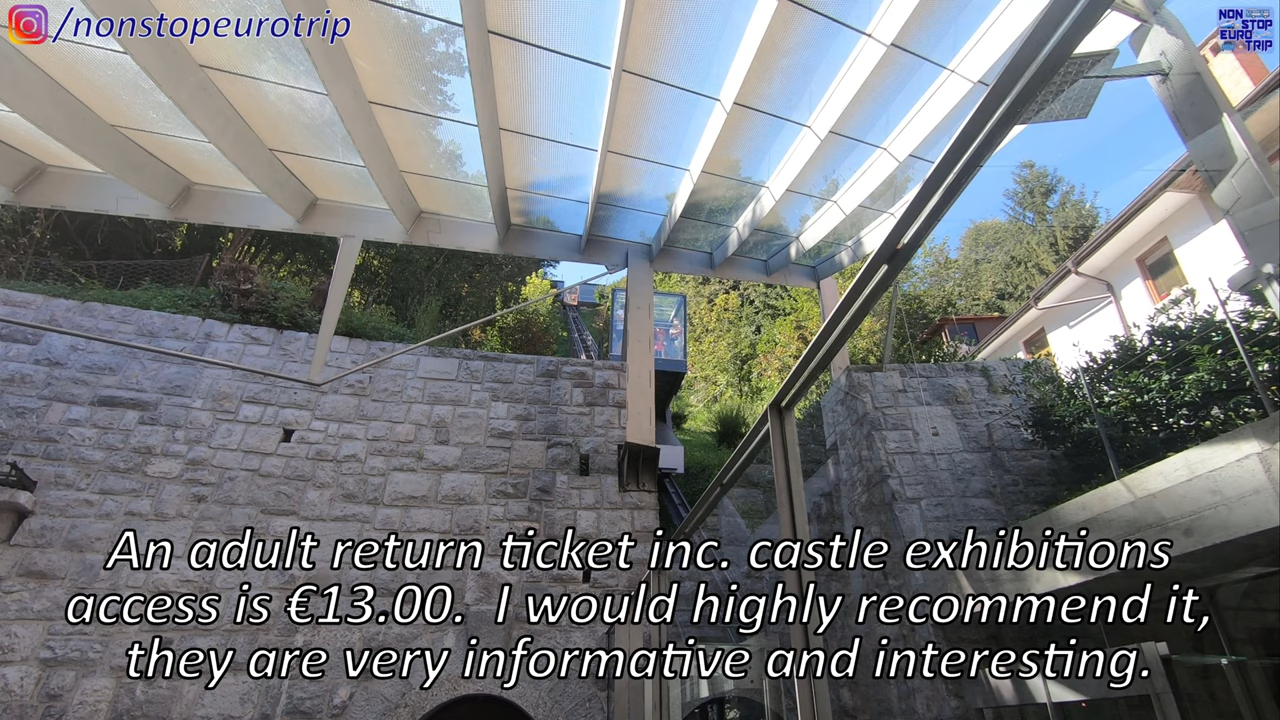 /nonstopeurotrip
NON
STOP
EURO
TRIP
An adult return ticket inc. castle exhibitions
access is €13.00.  I would highly recommend it,
they are very informative and interesting.